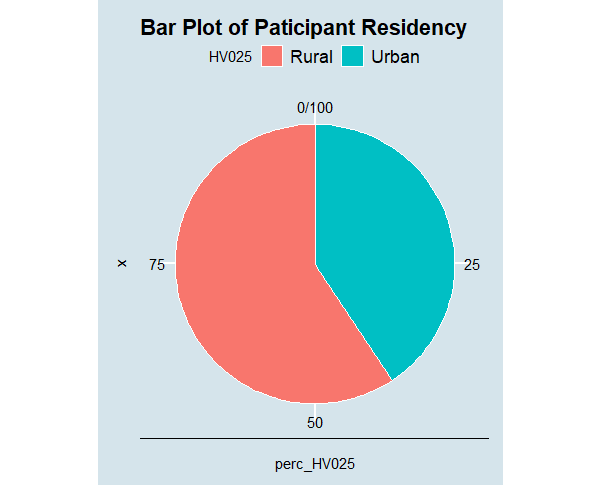 Bar Plot of Paticipant Residency
HV025 Rural Urban
0/100
x 75 25
50
perc_HV025